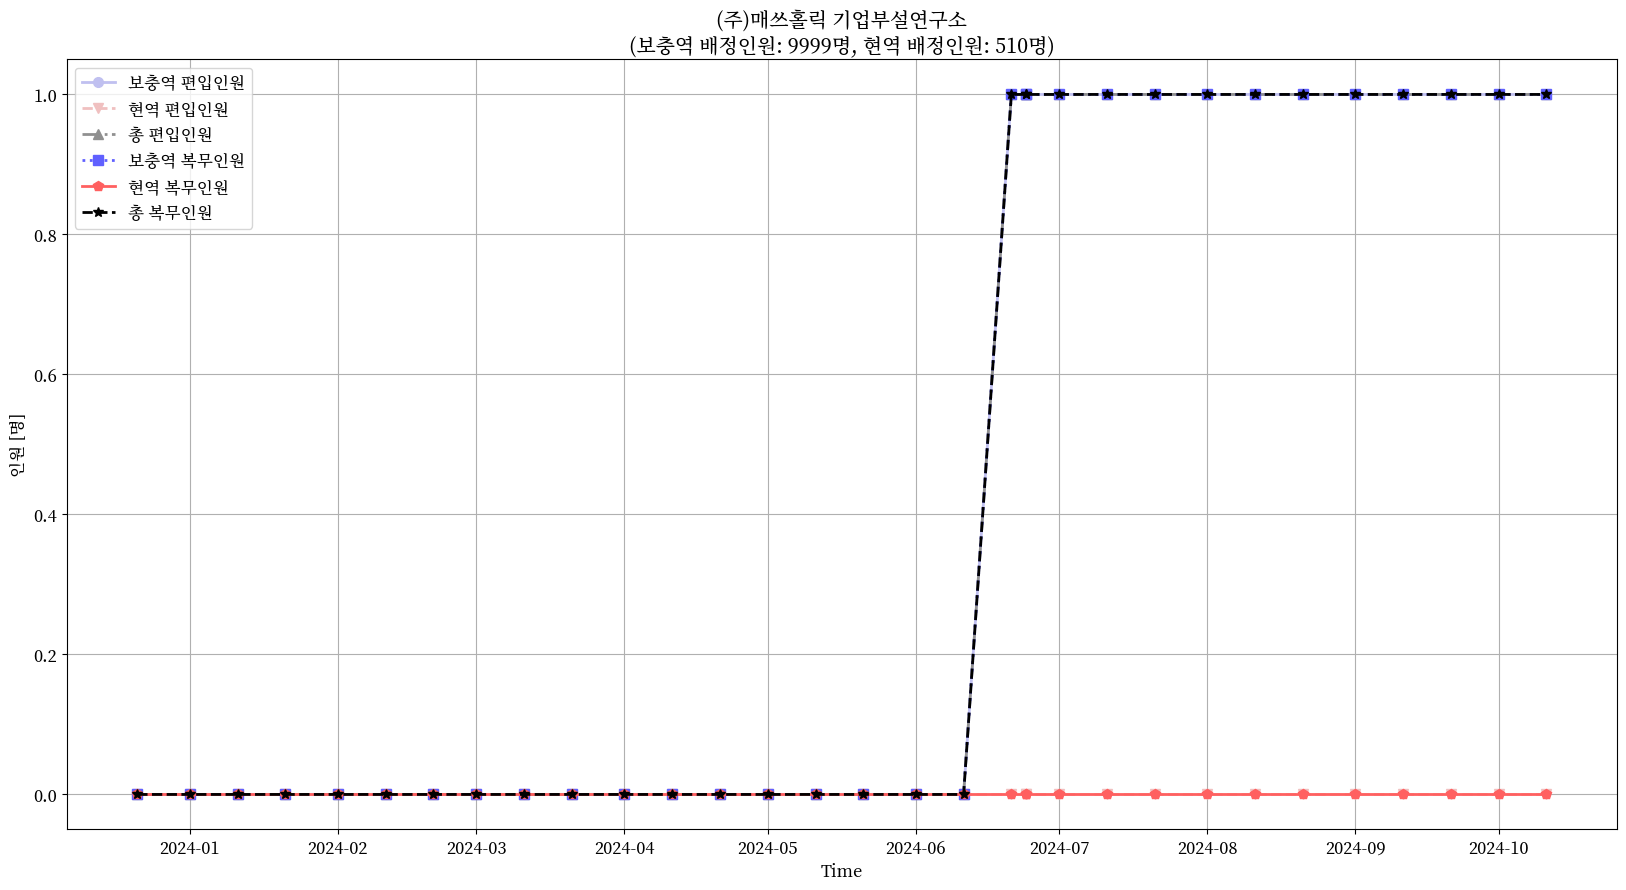 (주)매쓰홀릭 기업부설연구소
(보충역 배정인원: 9999명, 현역 배정인원: 510명)
보충역 편입인원
현역 편입인원
총 편입인원
보충역 복무인원
현역 복무인원
총 복무인원
1.0
0.8
0.6
0.4
0.2
0.0
인원 [명]
2024-01 2024-02 2024-03 2024-04 2024-05 2024-06 2024-07 2024-08 2024-09 2024-10
Time